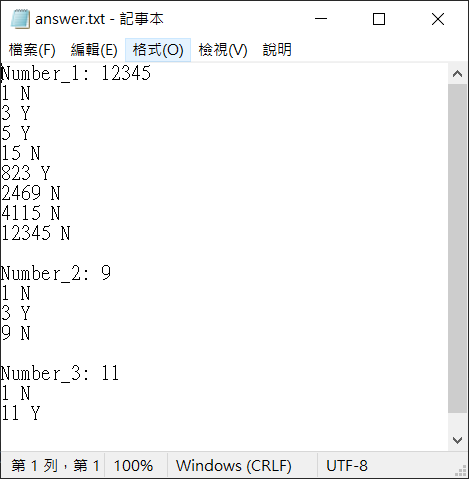 answer.txt - 記事本
檔案(F) 編輯(E) 格式(O) 檢視(V) 說明
Number_1: 12345
1 N
3 Y
5 Y
15 N
823 Y
2469 N
4115 N
12345 N
Number_2: 9
1 N
3 Y
9 N
Number_3: 11
1 N
11 Y
第 1 列，第 1 100% Windows (CRLF) UTF-8